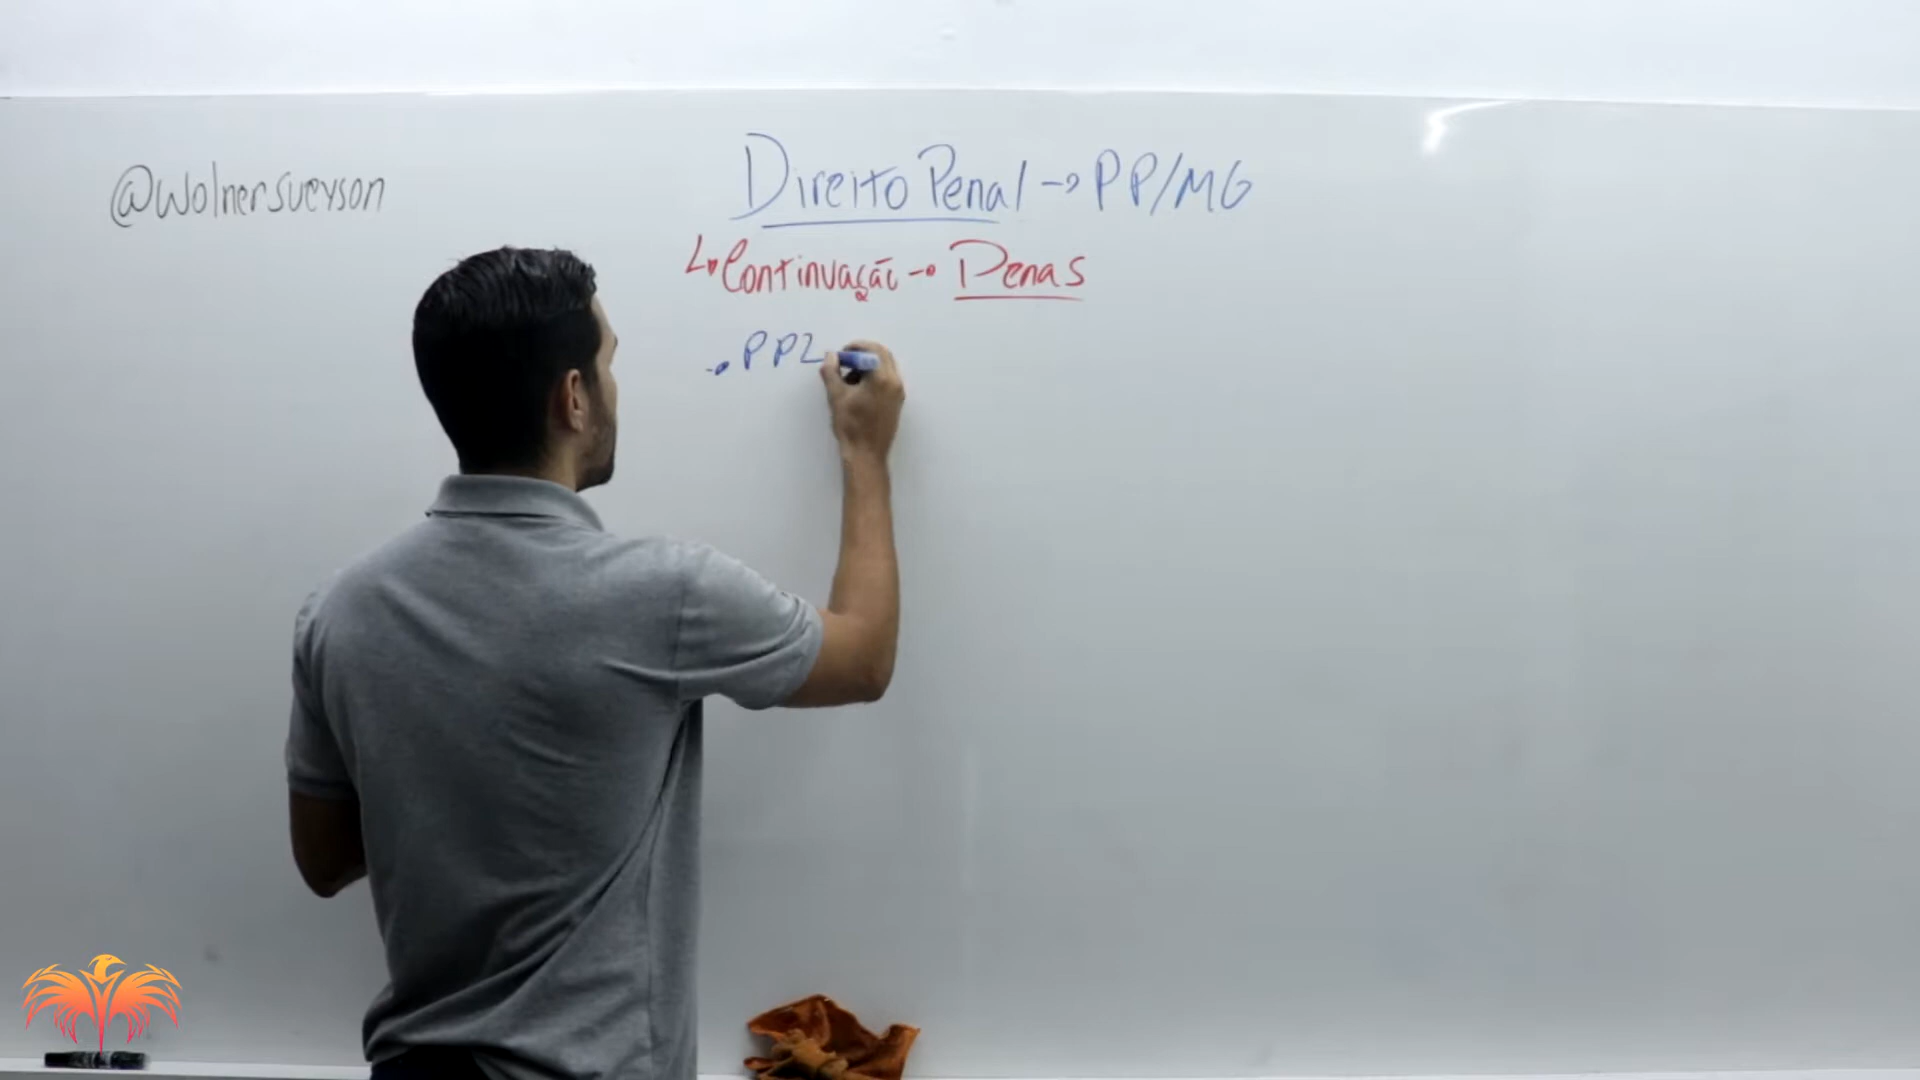 @wolnersueyson
Direito Penal → PP/MG
↳ Continuação → Penas
→ PPL